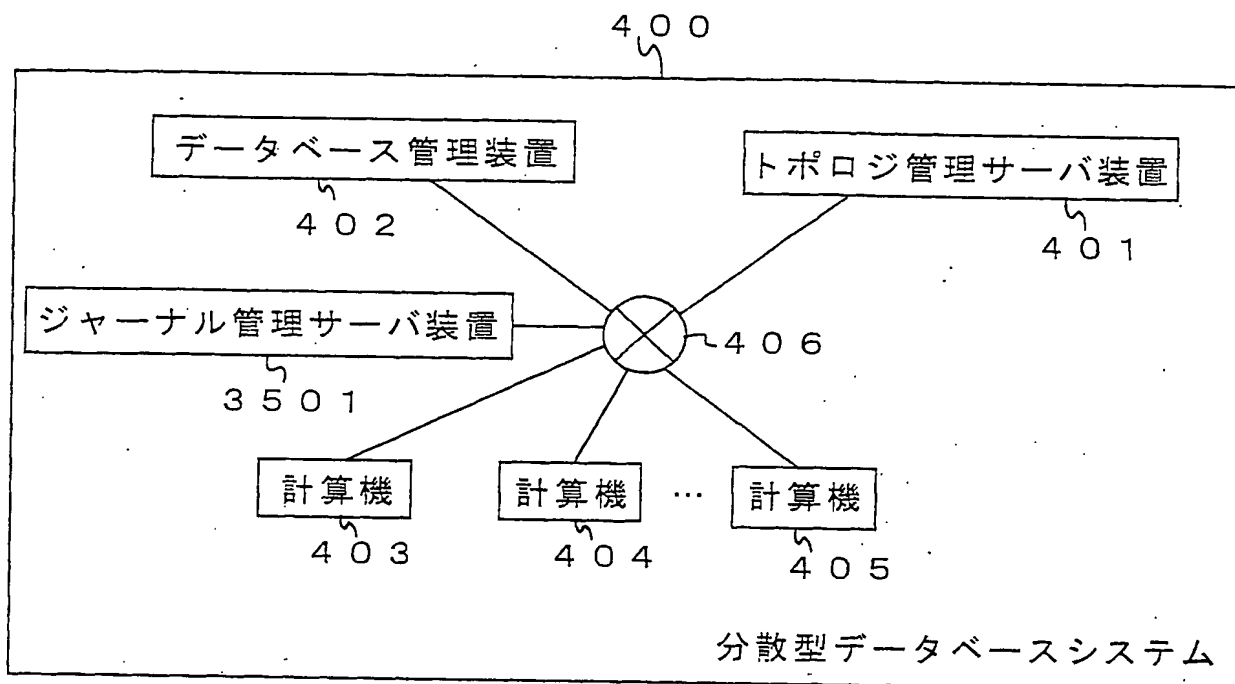 ４００
データベース管理装置
４０２
トポロジ管理サーバ装置
４０１
ジャーナル管理サーバ装置
３５０１
４０６
計算機
４０３
計算機
４０４
…
計算機
４０５
分散型データベースシステム